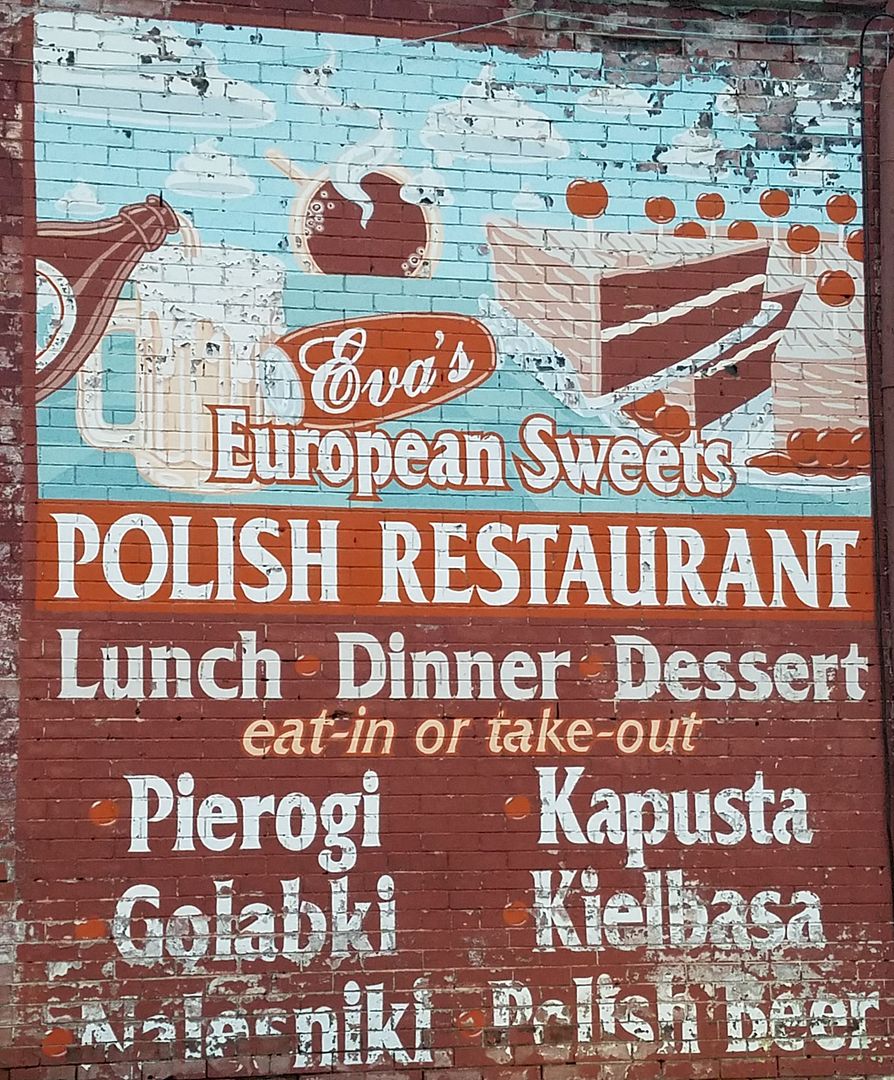 Eva's
European Sweets
POLISH RESTAURANT
Lunch • Dinner • Dessert
eat-in or take-out
• Pierogi • Kapusta
• Golabki • Kielbasa
• Nalesniki • Polish Beer